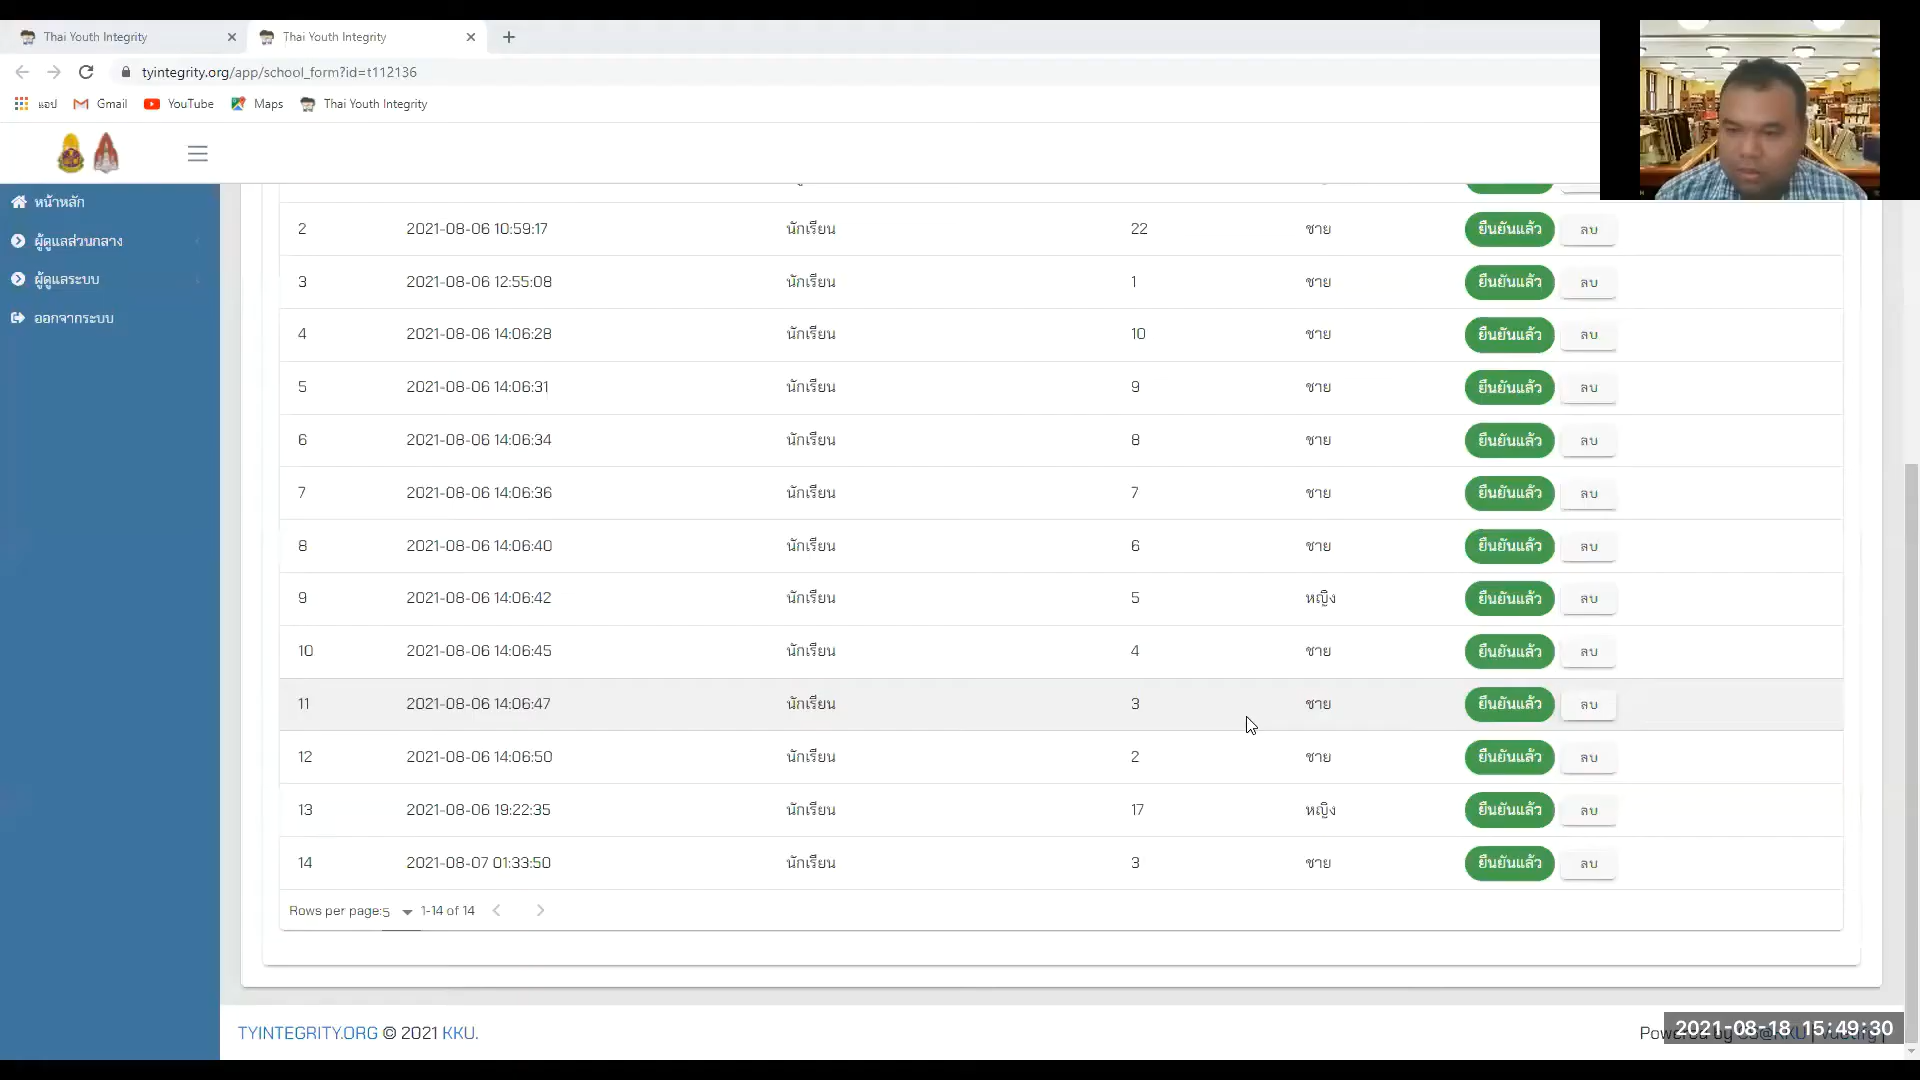 Thai Youth Integrity
Thai Youth Integrity
tyintegrity.org/app/school_form?id=t112136
แอป Gmail YouTube Maps Thai Youth Integrity
หน้าหลัก
ผู้ดูแลส่วนกลาง
ผู้ดูแลระบบ
ออกจากระบบ
2 2021-08-06 10:59:17 นักเรียน 22 ชาย ยืนยันแล้ว ลบ
3 2021-08-06 12:55:08 นักเรียน 1 ชาย ยืนยันแล้ว ลบ
4 2021-08-06 14:06:28 นักเรียน 10 ชาย ยืนยันแล้ว ลบ
5 2021-08-06 14:06:31 นักเรียน 9 ชาย ยืนยันแล้ว ลบ
6 2021-08-06 14:06:34 นักเรียน 8 ชาย ยืนยันแล้ว ลบ
7 2021-08-06 14:06:36 นักเรียน 7 ชาย ยืนยันแล้ว ลบ
8 2021-08-06 14:06:40 นักเรียน 6 ชาย ยืนยันแล้ว ลบ
9 2021-08-06 14:06:42 นักเรียน 5 หญิง ยืนยันแล้ว ลบ
10 2021-08-06 14:06:45 นักเรียน 4 ชาย ยืนยันแล้ว ลบ
11 2021-08-06 14:06:47 นักเรียน 3 ชาย ยืนยันแล้ว ลบ
12 2021-08-06 14:06:50 นักเรียน 2 ชาย ยืนยันแล้ว ลบ
13 2021-08-06 19:22:35 นักเรียน 17 หญิง ยืนยันแล้ว ลบ
14 2021-08-07 01:33:50 นักเรียน 3 ชาย ยืนยันแล้ว ลบ
Rows per page:5 1-14 of 14
TYINTEGRITY.ORG © 2021 KKU.
2021-08-18 15:49:30